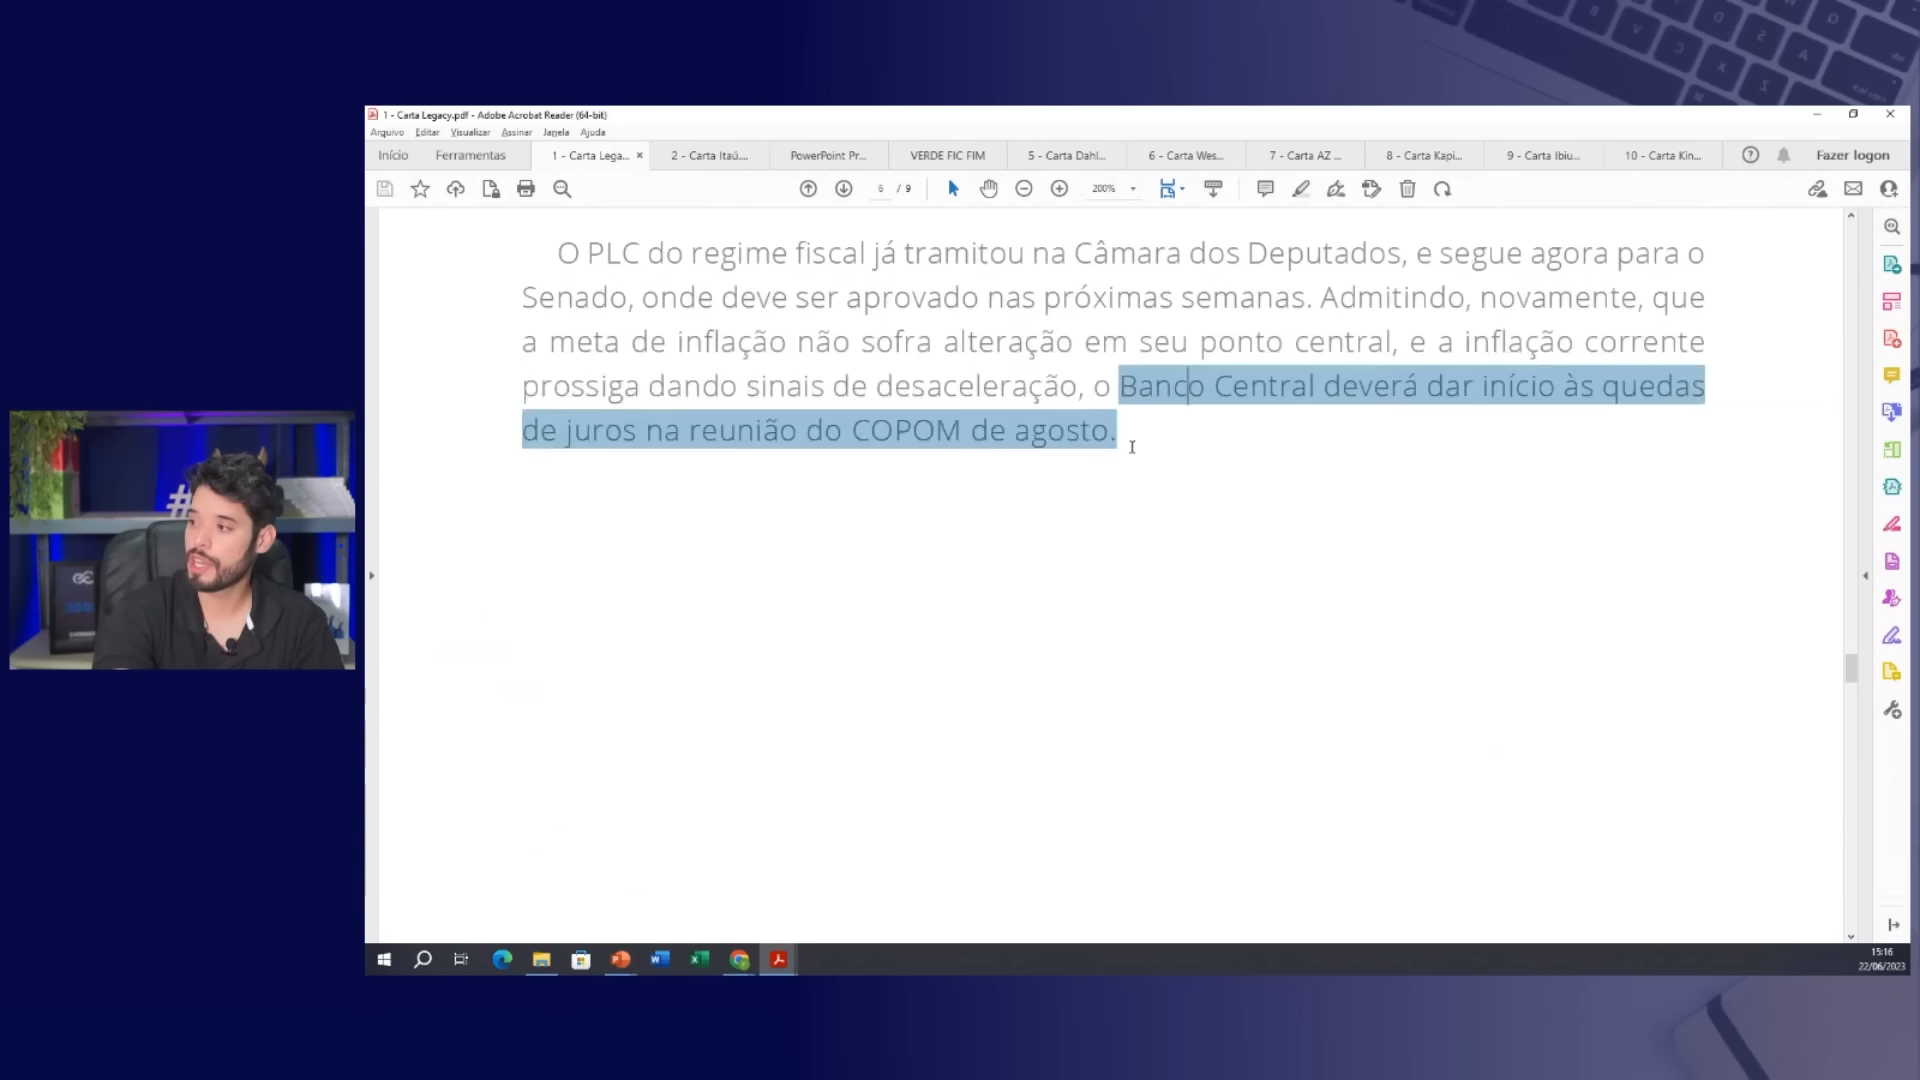 1 - Carta Legacy.pdf - Adobe Acrobat Reader (64-bit)
Arquivo Editar Visualizar Assinar Janela Ajuda
Início Ferramentas 1 - Carta Lega... 2 - Carta Itaú.... PowerPoint Pr... VERDE FIC FIM 5 - Carta Dahl... 6 - Carta Wes... 7 - Carta AZ ... 8 - Carta Kapi... 9 - Carta Ibiu... 10 - Carta Kin... Fazer logon
6 / 9 200%
O PLC do regime fiscal já tramitou na Câmara dos Deputados, e segue agora para o
Senado, onde deve ser aprovado nas próximas semanas. Admitindo, novamente, que
a meta de inflação não sofra alteração em seu ponto central, e a inflação corrente
prossiga dando sinais de desaceleração, o Banco Central deverá dar início às quedas
de juros na reunião do COPOM de agosto.
#
15:16
22/06/2023